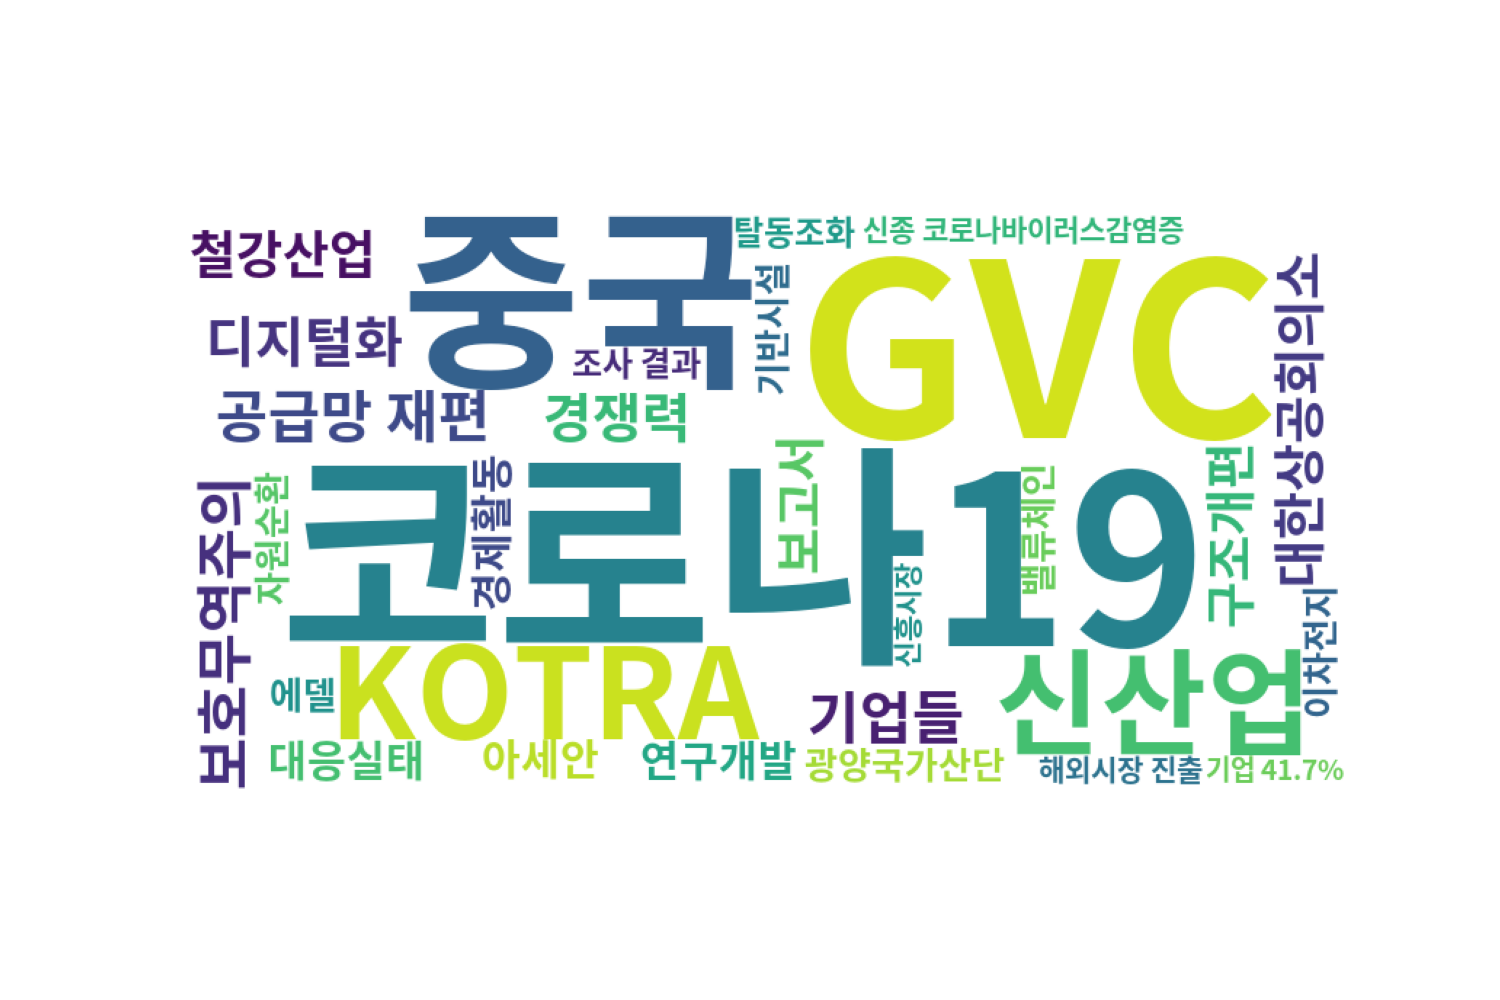 탈동조화
신종 코로나바이러스감염증
철강산업
중국
GVC
디지털화
조사 결과
기반시설
대한상공회의소
공급망 재편
경쟁력
보고서
구조개편
보호무역주의
자원순환
코로나19
경제활동
밸류체인
신흥시장
이차전지
에델
KOTRA
기업들
신산업
대응실태
아세안
연구개발
광양국가산단
해외시장 진출
기업 41.7%